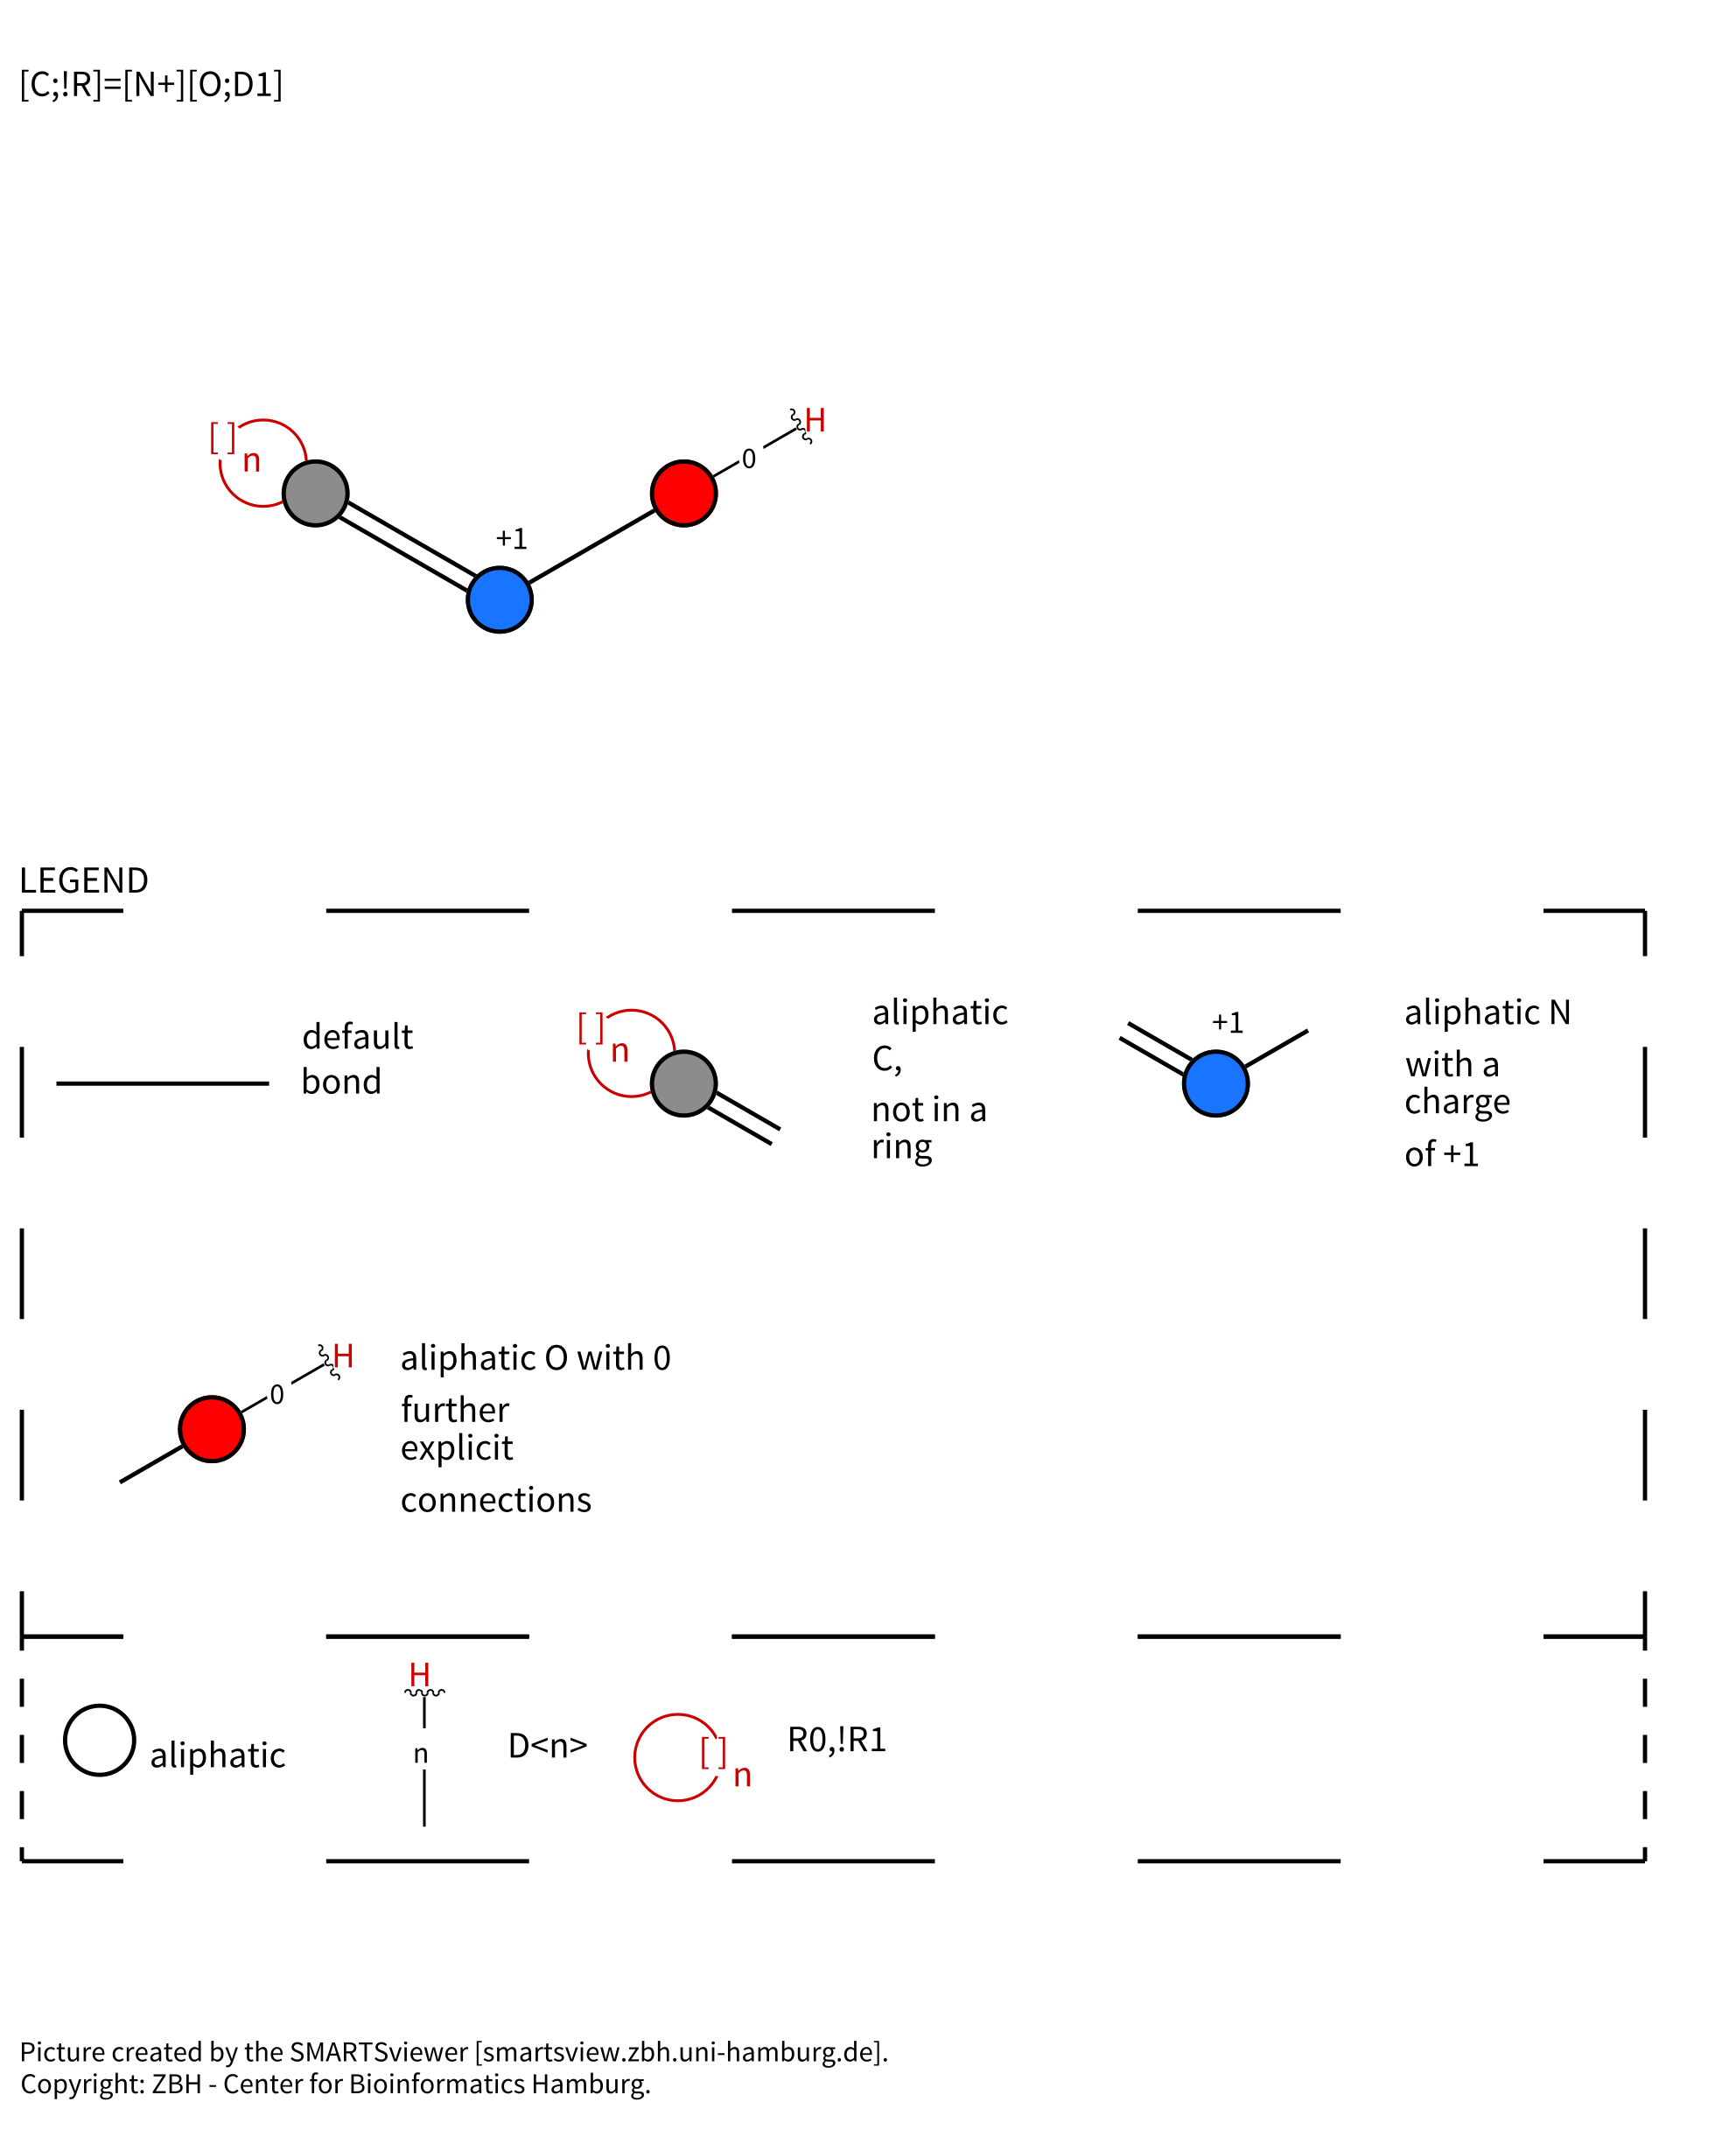 [C;!R]=[N+][O;D1]
[ ]
n
+1
0
H
LEGEND
default
bond
[ ]
n
aliphatic
C,
not in a
ring
+1
aliphatic N
with a
charge
of +1
0
H
aliphatic O with 0
further
explicit
connections
aliphatic
H
n
D<n>
[ ]
n
R0,!R1
Picture created by the SMARTSviewer [smartsview.zbh.uni-hamburg.de].
Copyright: ZBH - Center for Bioinformatics Hamburg.